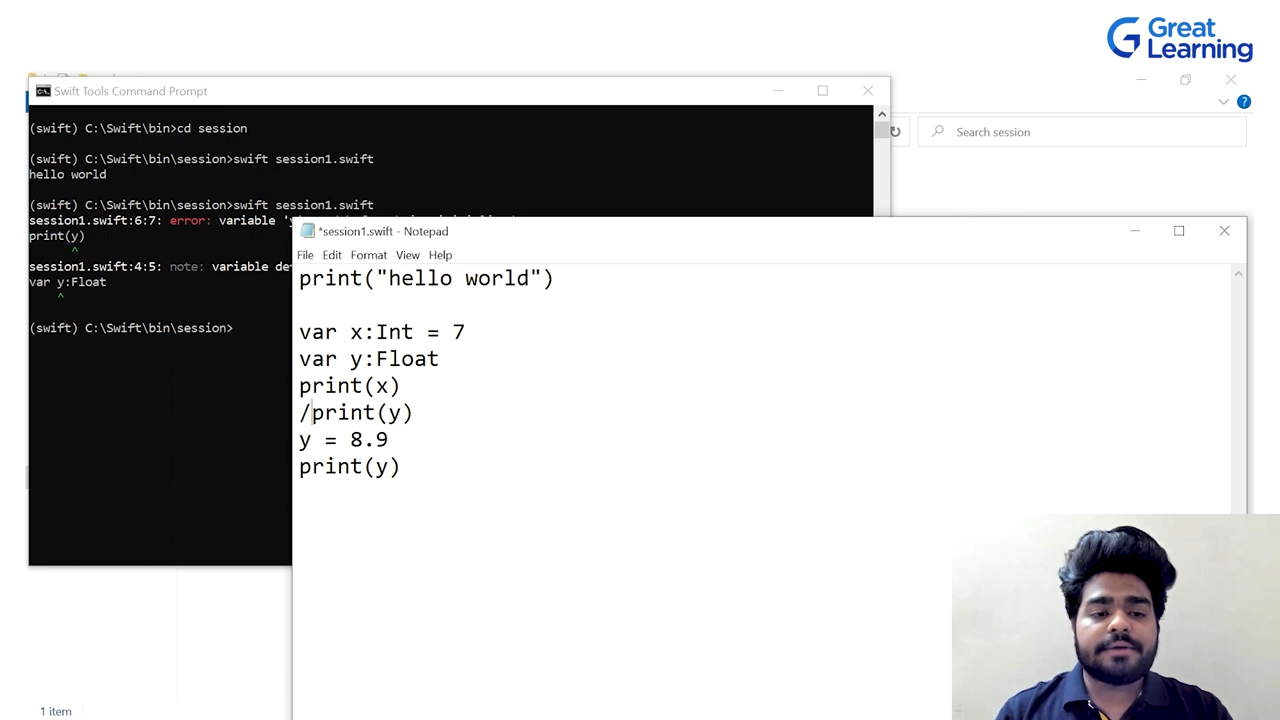 Great
Learning
Swift Tools Command Prompt
(swift) C:\Swift\bin>cd session
(swift) C:\Swift\bin\session>swift session1.swift
hello world
(swift) C:\Swift\bin\session>swift session1.swift
session1.swift:6:7: error: variable
print(y)
^
session1.swift:4:5: note: variable
var y:Float
^
(swift) C:\Swift\bin\session>
Search session
*session1.swift - Notepad
File Edit Format View Help
print("hello world")
var x:Int = 7
var y:Float
print(x)
/print(y)
y = 8.9
print(y)
1 item